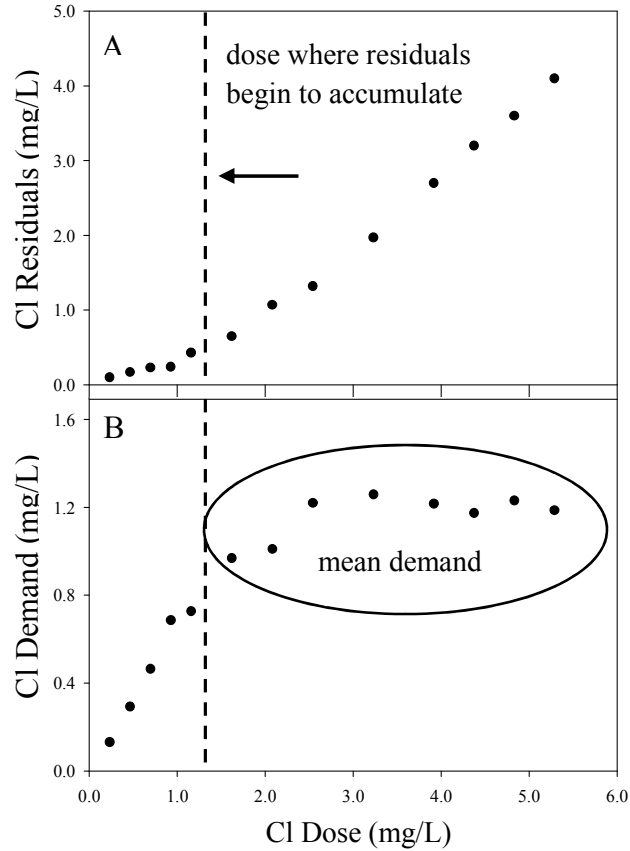 A
dose where residuals
begin to accumulate
Cl Residuals (mg/L)
5.0
4.0
3.0
2.0
1.0
0.0
B
mean demand
Cl Demand (mg/L)
1.6
1.2
0.8
0.4
0.0
0.0 1.0 2.0 3.0 4.0 5.0 6.0
Cl Dose (mg/L)